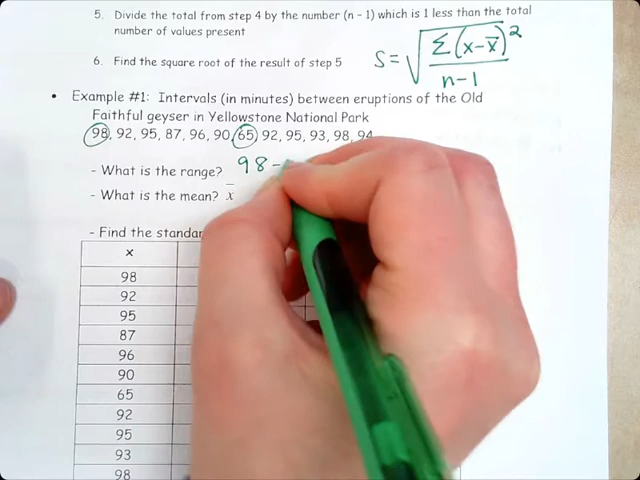 5. Divide the total from step 4 by the number (n - 1) which is 1 less than the total
number of values present
6. Find the square root of the result of step 5
S = √(Σ(x-x̄)²/n-1)
• Example #1: Intervals (in minutes) between eruptions of the Old
Faithful geyser in Yellowstone National Park
98, 92, 95, 87, 96, 90, 65, 92, 95, 93, 98, 94
- What is the range? 98 -
- What is the mean? x̄
- Find the standar
x
98
92
95
87
96
90
65
92
95
93
98